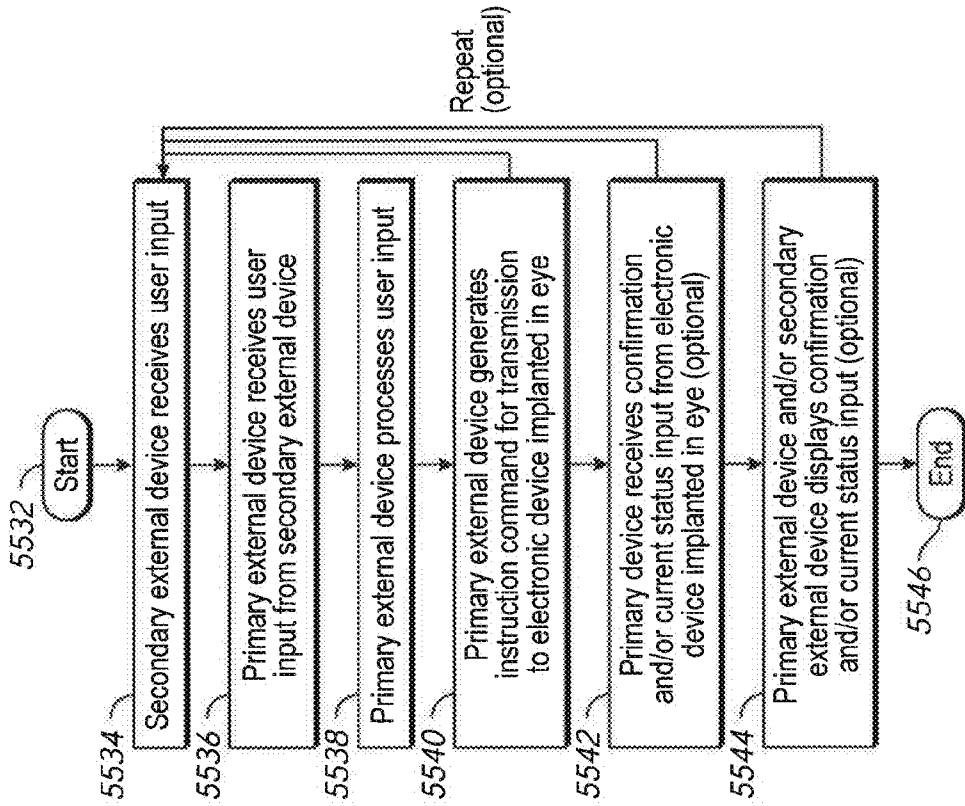 5532
Start
5534
Secondary external device receives user input
5536
Primary external device receives user
input from secondary external device
5538
Primary external device processes user input
5540
Primary external device generates
instruction command for transmission
to electronic device implanted in eye
5542
Primary device receives confirmation
and/or current status input from electronic
device implanted in eye (optional)
5544
Primary external device and/or secondary
external device displays confirmation
and/or current status input (optional)
Repeat
(optional)
5546
End